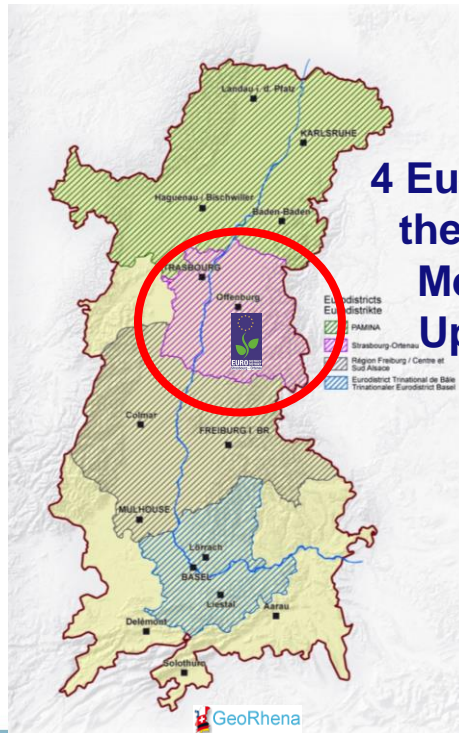 Landau i. d. Pfalz
KARLSRUHE
Haguenau
Bischwiller
Baden-Baden
4 Eu
the
Mo
Up
STRASBOURG
Offenburg
EURO
Eurodistricts
Eurodistrikte
PAMINA
Strasbourg-Ortenau
Région Freiburg / Centre et
Sud Alsace
Eurodistrict Trinational de Bâle
Trinationaler Eurodistrict Basel
Colmar
FREIBURG I. BR.
MULHOUSE
Lörrach
BASEL
Liestal
Aarau
Delémont
Solothurn
GeoRhena